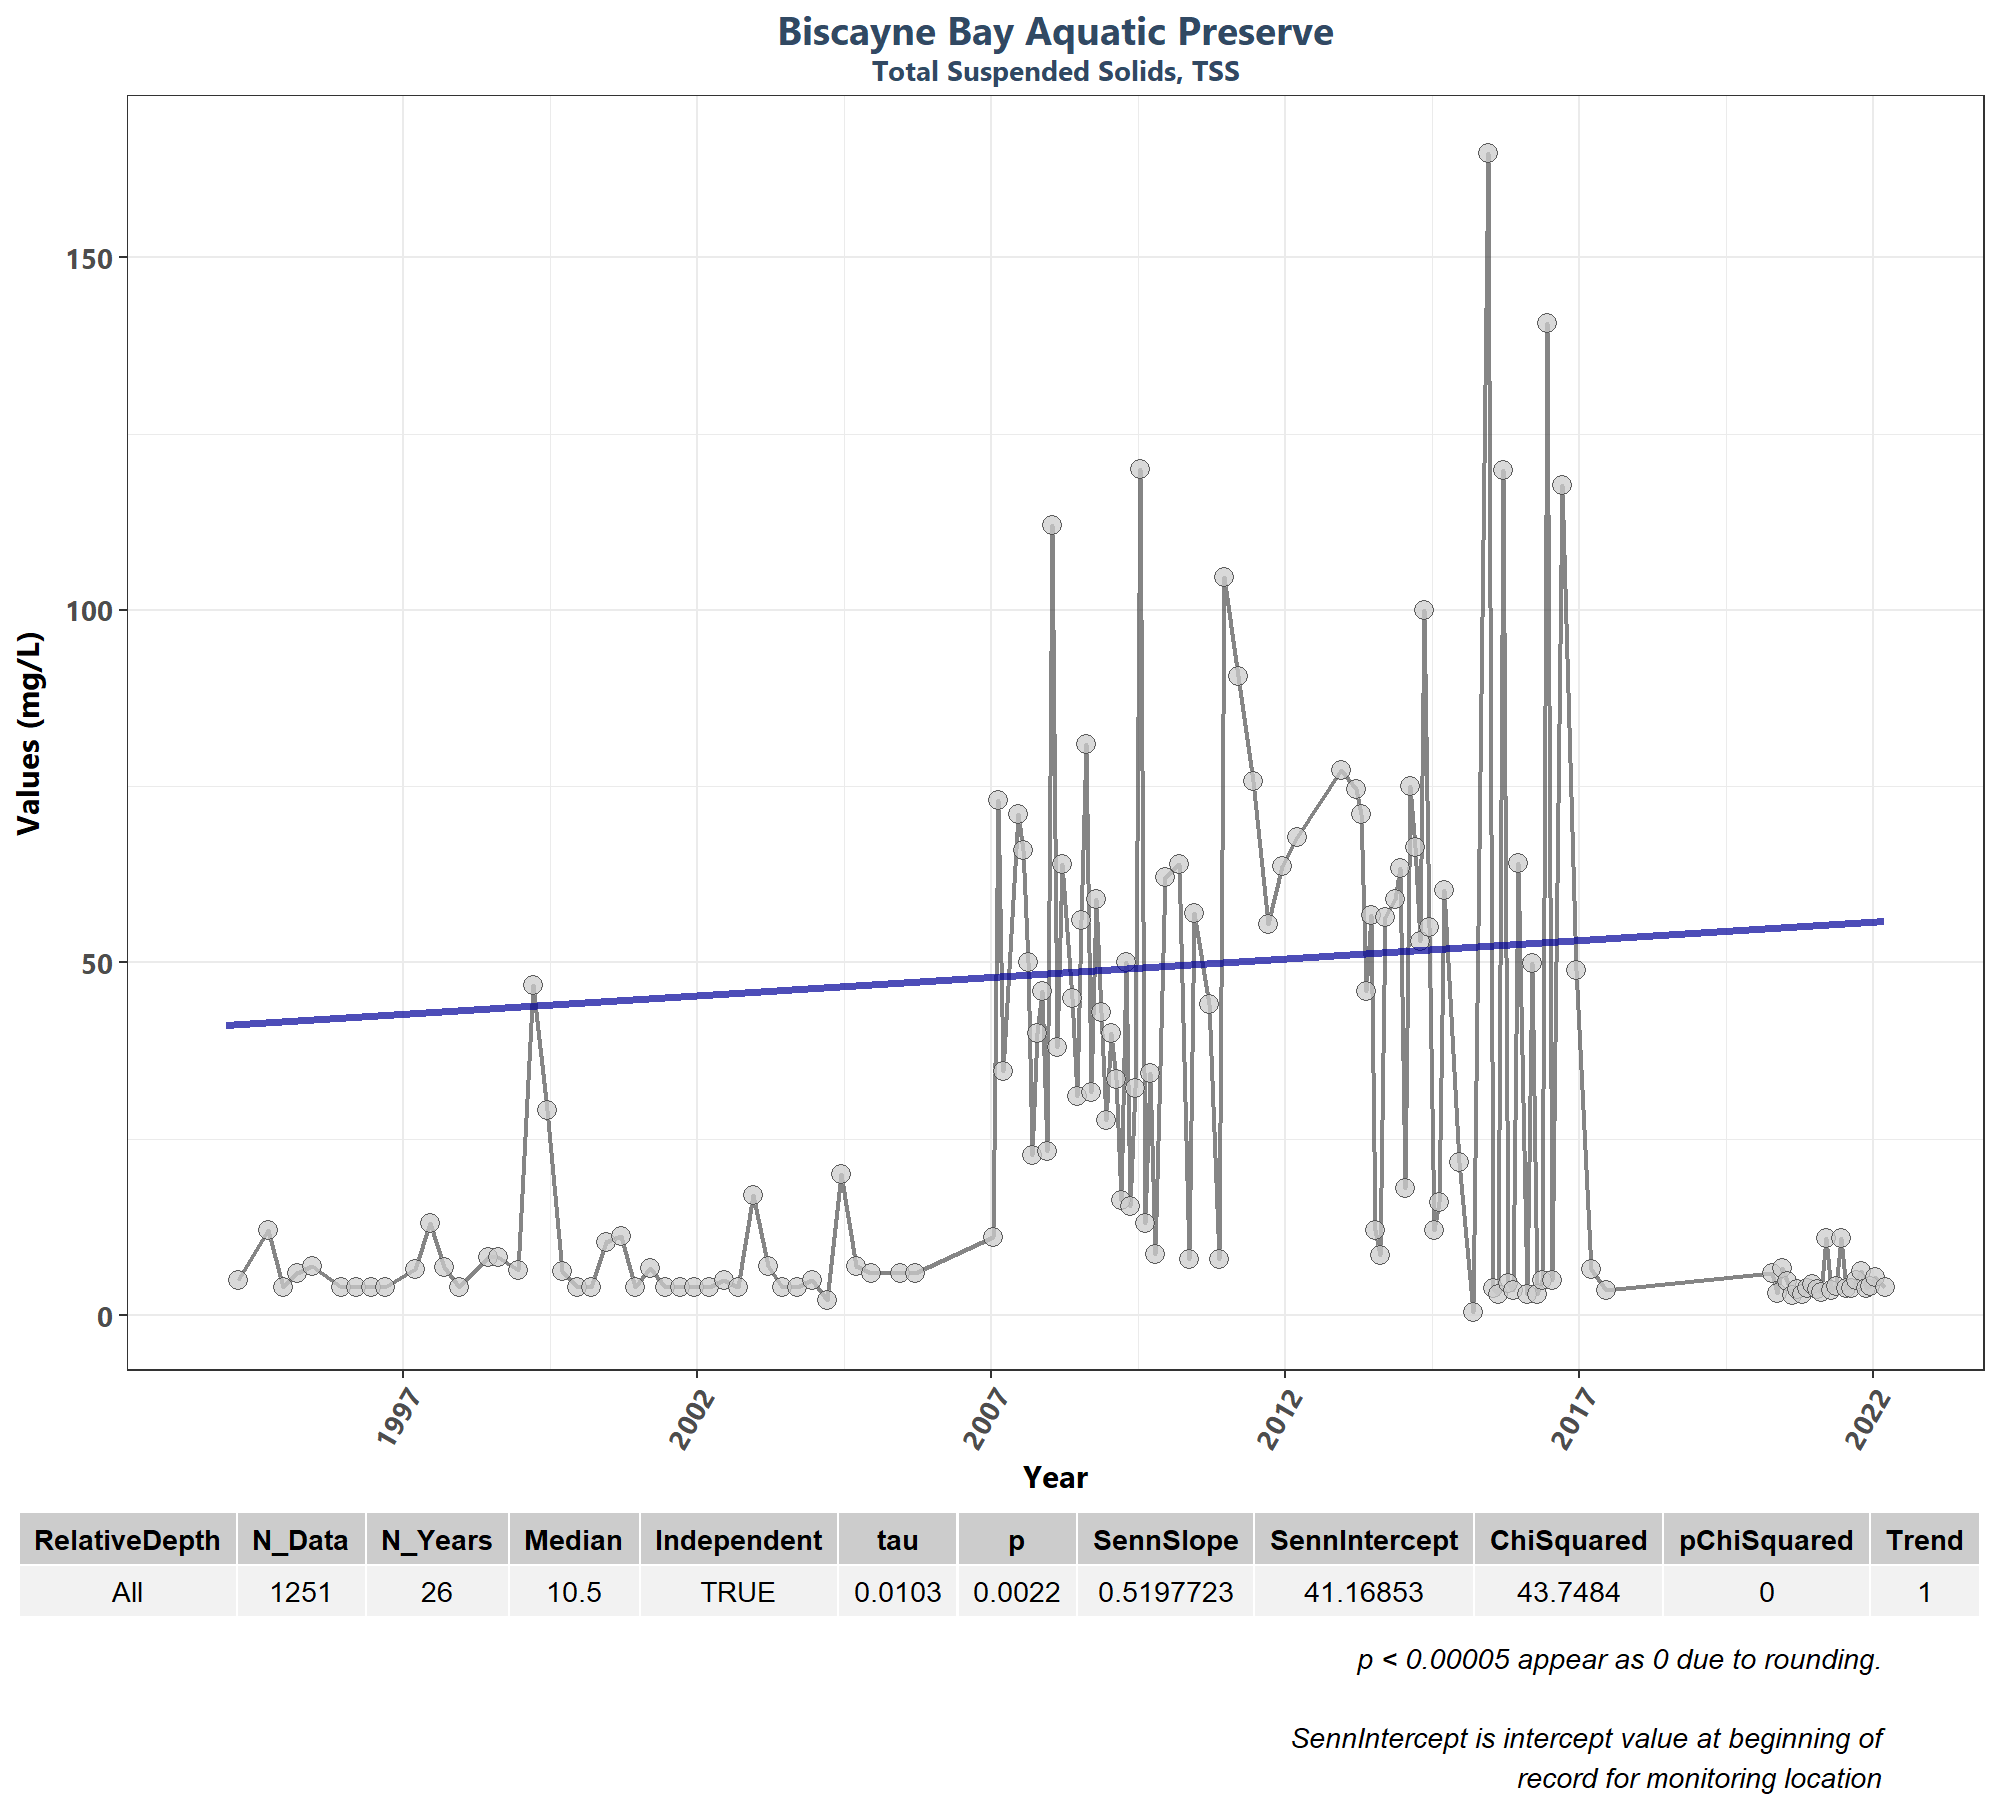 Biscayne Bay Aquatic Preserve
Total Suspended Solids, TSS
Values (mg/L)
150
100
50
0
1997
2002
2007
2012
2017
2022
Year
RelativeDepth N_Data N_Years Median Independent tau p SennSlope SennIntercept ChiSquared pChiSquared Trend
All 1251 26 10.5 TRUE 0.0103 0.0022 0.5197723 41.16853 43.7484 0 1
p < 0.00005 appear as 0 due to rounding.
SennIntercept is intercept value at beginning of
record for monitoring location